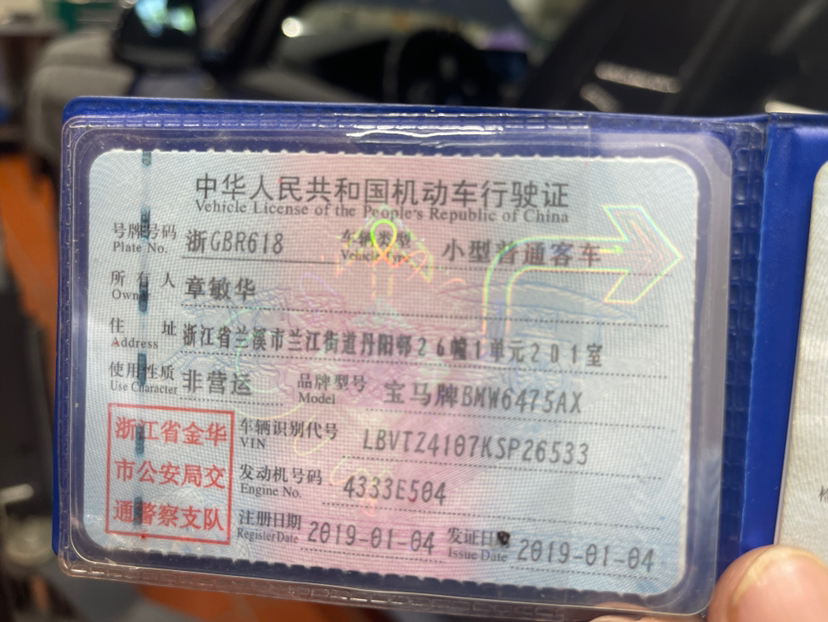 中华人民共和国机动车行驶证
Vehicle License of the People's Republic of China
号牌号码 浙GBR618 车辆类型 小型普通客车
Plate No. Vehicle Type
所有人 章敏华
Owner
住址 浙江省兰溪市兰江街道丹阳邨26幢1单元201室
Address
使用性质 非营运 品牌型号 宝马牌BMW6475AX
Use Character Model
浙江省金华
市公安局交
通警察支队
车辆识别代号 LBVTZ4107KSP26533
VIN
发动机号码 4333E504
Engine No.
注册日期 2019-01-04 发证日期 2019-01-04
Register Date Issue Date